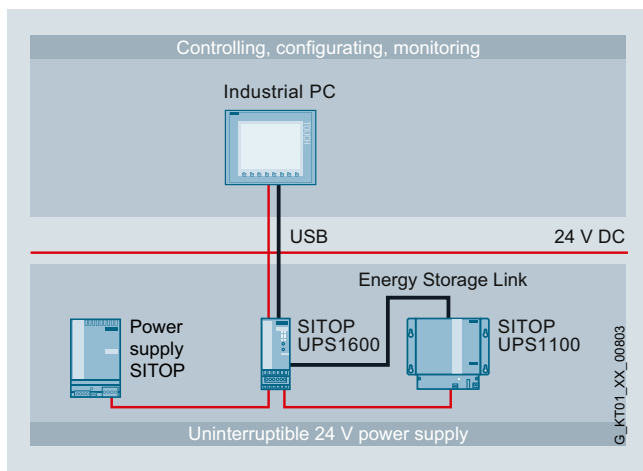 Controlling, configurating, monitoring
Industrial PC
TOUCH
USB
24 V DC
Energy Storage Link
Power
supply
SITOP
SITOP
UPS1600
SITOP
UPS1100
G_KT01_XX_00803
Uninterruptible 24 V power supply